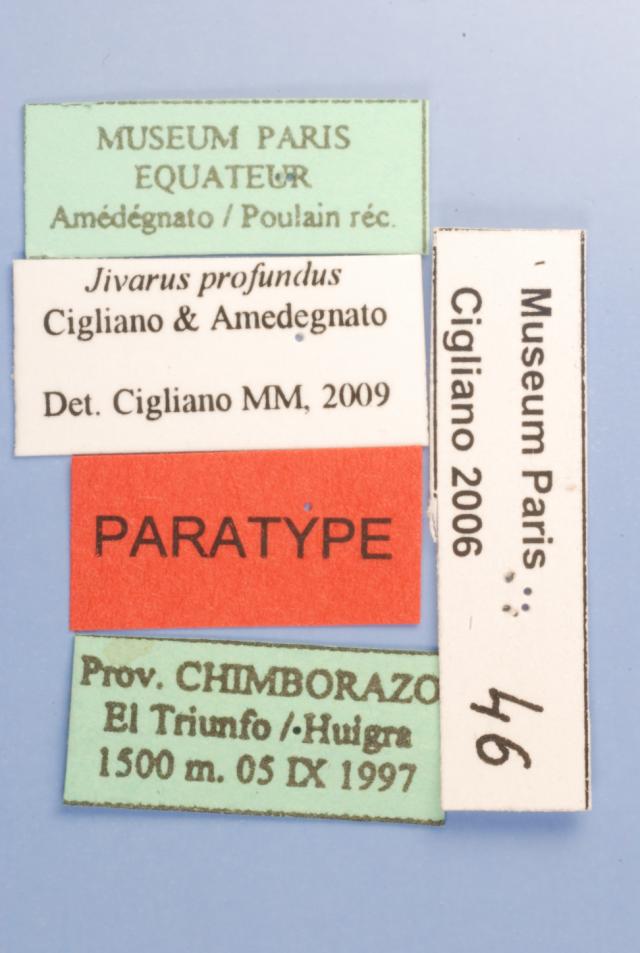 MUSEUM PARIS
EQUATEUR
Amédégnato / Poulain réc.
Jivarus profundus
Cigliano & Amedegnato
Det. Cigliano MM, 2009
PARATYPE
Prov. CHIMBORAZO
El Triunfo / Huigra
1500 m. 05 IX 1997
Museum Paris
Cigliano 2006
46